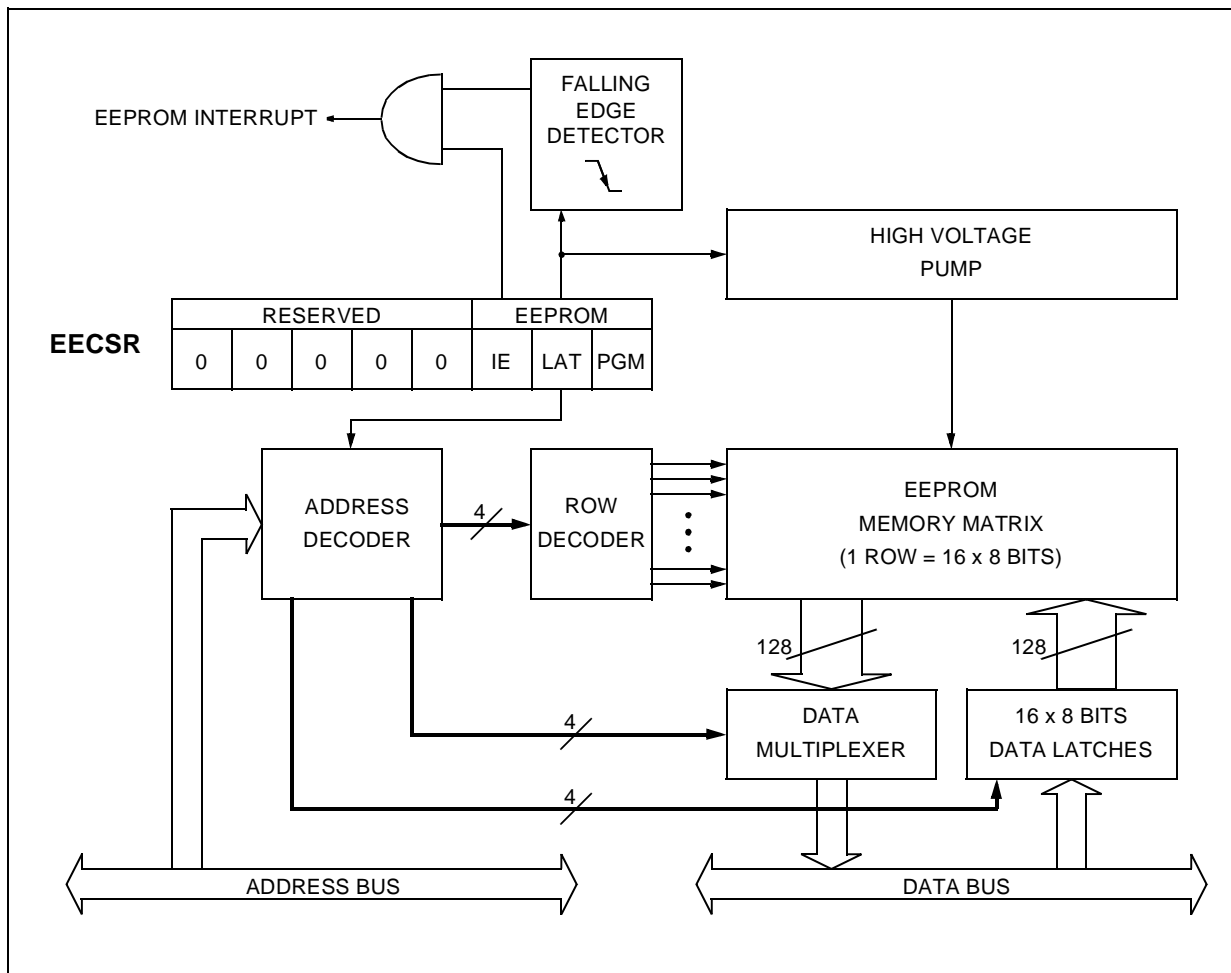 FALLING
EDGE
DETECTOR
EEPROM INTERRUPT
HIGH VOLTAGE
PUMP
RESERVED EEPROM
EECSR
0 0 0 0 0 IE LAT PGM
ADDRESS
DECODER
4
ROW
DECODER
EEPROM
MEMORY MATRIX
(1 ROW = 16 x 8 BITS)
128
128
4
DATA
MULTIPLEXER
16 x 8 BITS
DATA LATCHES
4
ADDRESS BUS
DATA BUS